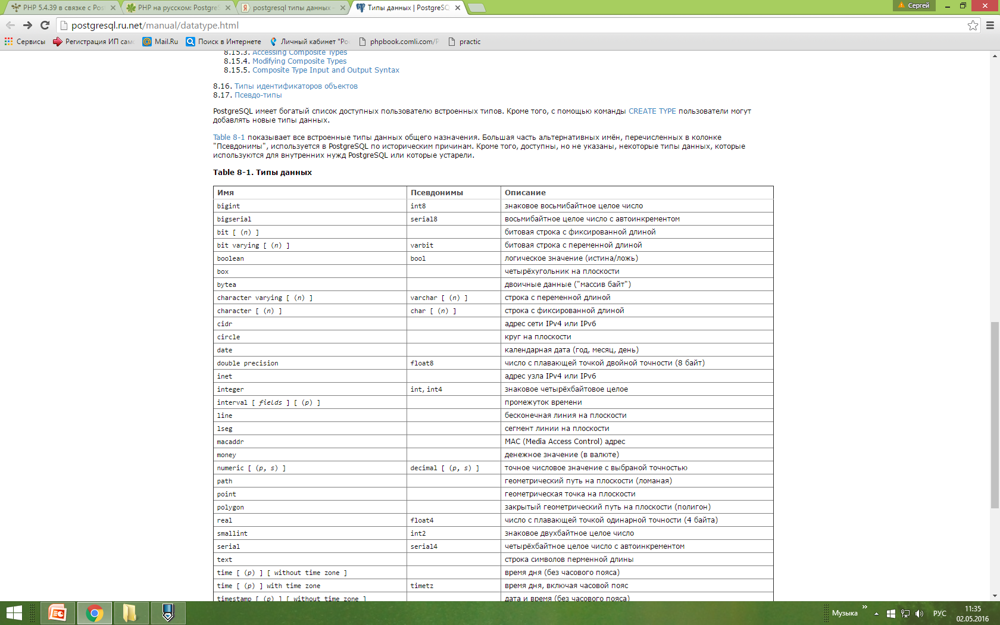 PHP 5.4.39 в связке с Pos
PHP на русском: PostgreS
postgresql типы данных
Типы данных | PostgreSQ
Сергей
postgresql.ru.net/manual/datatype.html
Сервисы
Регистрация ИП сам
Mail.Ru
Поиск в Интернете
Личный кабинет "Ро
phpbook.comli.com/P
practic
8.15.3. Accessing Composite Types
8.15.4. Modifying Composite Types
8.15.5. Composite Type Input and Output Syntax
8.16. Типы идентификаторов объектов
8.17. Псевдо-типы
PostgreSQL имеет богатый список доступных пользователю встроенных типов. Кроме того, с помощью команды CREATE TYPE пользователи могут
добавлять новые типы данных.
Table 8-1 показывает все встроенные типы данных общего назначения. Большая часть альтернативных имён, перечисленных в колонке
"Псевдонимы", используется в PostgreSQL по историческим причинам. Кроме того, доступны, но не указаны, некоторые типы данных, которые
используются для внутренних нужд PostgreSQL или которые устарели.
Table 8-1. Типы данных
Имя Псевдонимы Описание
bigint int8 знаковое восьмибайтное целое число
bigserial serial8 восьмибайтное целое число с автоинкрементом
bit [ (n) ] битовая строка с фиксированной длиной
bit varying [ (n) ] varbit битовая строка с переменной длиной
boolean bool логическое значение (истина/ложь)
box четырёхугольник на плоскости
bytea двоичные данные ("массив байт")
character varying [ (n) ] varchar [ (n) ] строка с переменной длиной
character [ (n) ] char [ (n) ] строка с фиксированной длиной
cidr адрес сети IPv4 или IPv6
circle круг на плоскости
date календарная дата (год, месяц, день)
double precision float8 число с плавающей точкой двойной точности (8 байт)
inet адрес узла IPv4 или IPv6
integer int, int4 знаковое четырёхбайтовое целое
interval [ fields ] [ (p) ] промежуток времени
line бесконечная линия на плоскости
lseg сегмент линии на плоскости
macaddr MAC (Media Access Control) адрес
money денежное значение (в валюте)
numeric [ (p, s) ] decimal [ (p, s) ] точное числовое значение с выбраной точностью
path геометрический путь на плоскости (ломаная)
point геометрическая точка на плоскости
polygon закрытый геометрический путь на плоскости (полигон)
real float4 число с плавающей точкой одинарной точности (4 байта)
smallint int2 знаковое двухбайтное целое число
serial serial4 четырёхбайтное целое число с автоинкрементом
text строка символов перменной длины
time [ (p) ] [ without time zone ] время дня (без часового пояса)
time [ (p) ] with time zone timetz время дня, включая часовой пояс
timestamp [ (p) ] [ without time zone ] дата и время (без часового пояса)
Музыка
РУС
11:35
02.05.2016